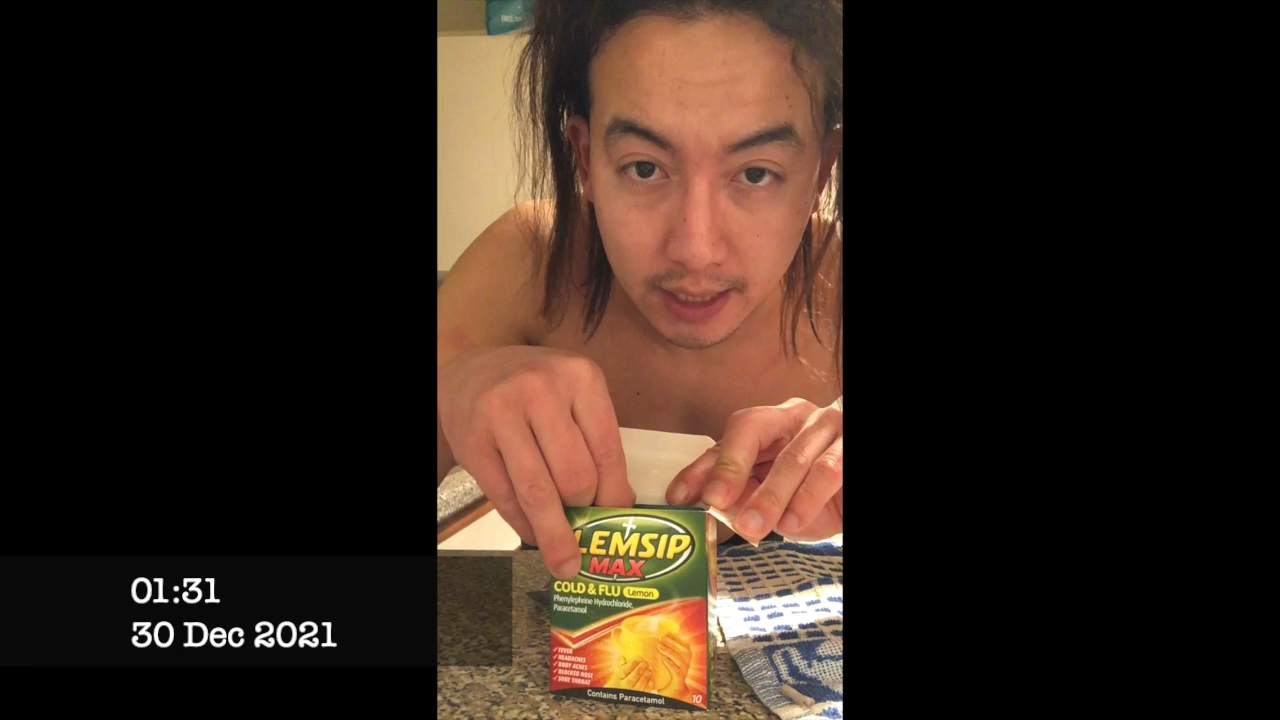 LEMSIP
MAX
COLD & FLU Lemon
Phenylephrine Hydrochloride,
Paracetamol
✓ FEVER
✓ HEADACHES
✓ BODY ACHES
✓ BLOCKED NOSE
✓ SORE THROAT
Contains Paracetamol
10
01:31
30 Dec 2021